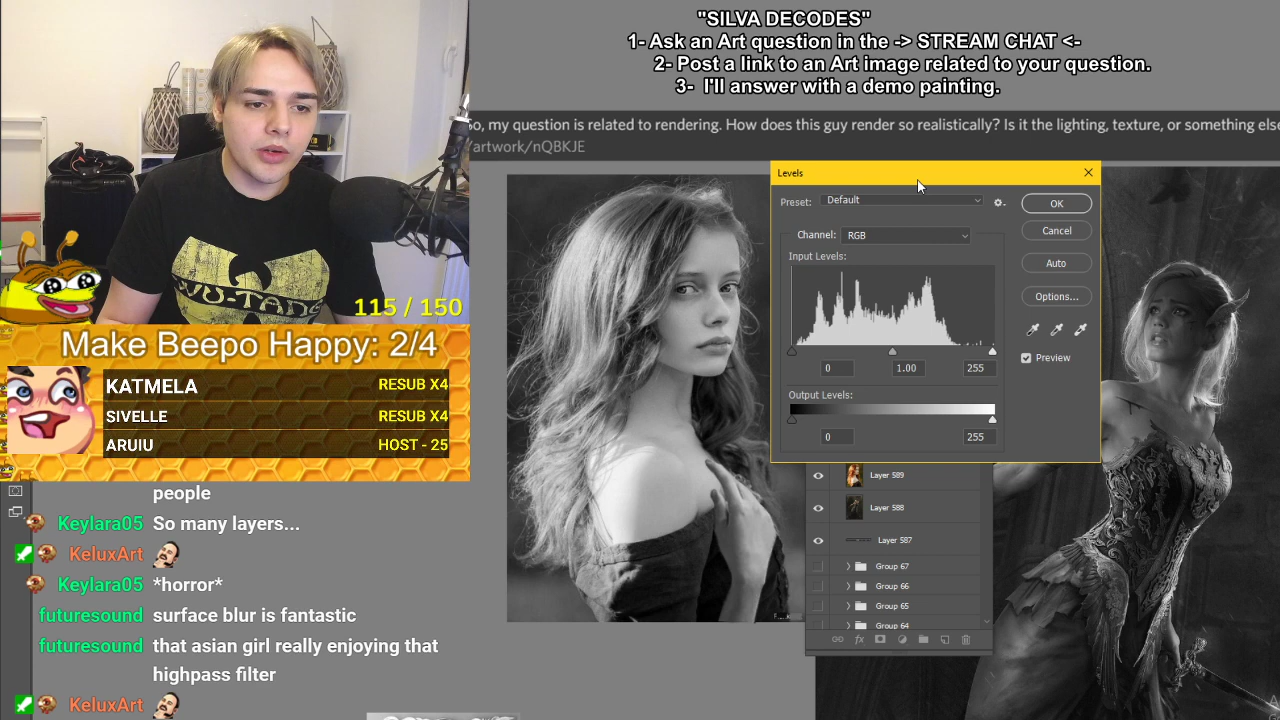 "SILVA DECODES"
1- Ask an Art question in the -> STREAM CHAT <-
2- Post a link to an Art image related to your question.
3- I'll answer with a demo painting.
so, my question is related to rendering. How does this guy render so realistically? Is it the lighting, texture, or something else
/artwork/nQBKJE
Levels
Preset: Default
OK
Channel: RGB
Cancel
Input Levels:
Auto
Options...
Preview
0 1.00 255
Output Levels:
0 255
WU-TANG
115 / 150
Make Beepo Happy: 2/4
KATMELA RESUB X4
SIVELLE RESUB X4
ARUIU HOST - 25
people
Keylara05 So many layers...
KeluxArt
Keylara05 *horror*
futuresound surface blur is fantastic
futuresound that asian girl really enjoying that
highpass filter
KeluxArt
Layer 589
Layer 588
Layer 587
Group 67
Group 66
Group 65
Group 64
fx